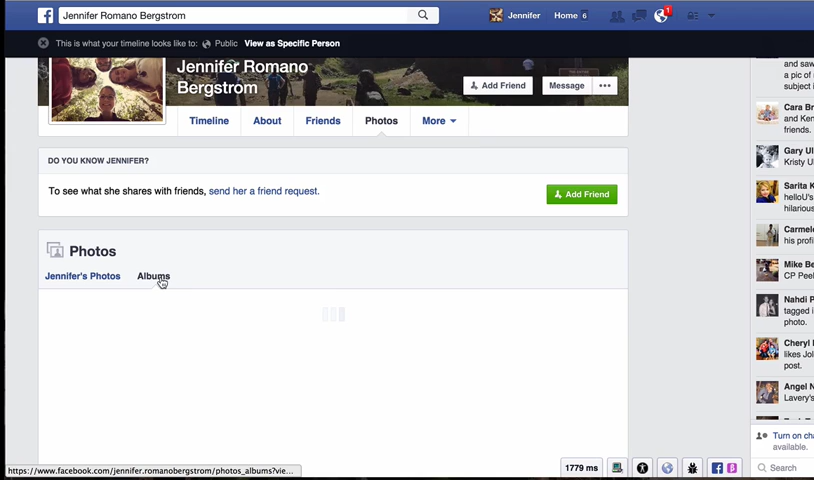 Jennifer Romano Bergstrom
Jennifer
Home 6
1
This is what your timeline looks like to: Public View as Specific Person
Jennifer Romano
Bergstrom
Add Friend
Message
Timeline
About
Friends
Photos
More
DO YOU KNOW JENNIFER?
To see what she shares with friends, send her a friend request.
Add Friend
Photos
Jennifer's Photos
Albums
https://www.facebook.com/jennifer.romanobergstrom/photos_albums?vie...
1779 ms
and saw
a pic of
subject
Cara Br
and Ken
friends.
Gary Ul
Kristy U
Sarita K
helloU's
hilarious
Carmel
his profi
Mike Be
CP Peel
Nahdi P
tagged i
photo.
Cheryl
likes Jol
post.
Angel N
Lavery's
Turn on cha
available.
Search